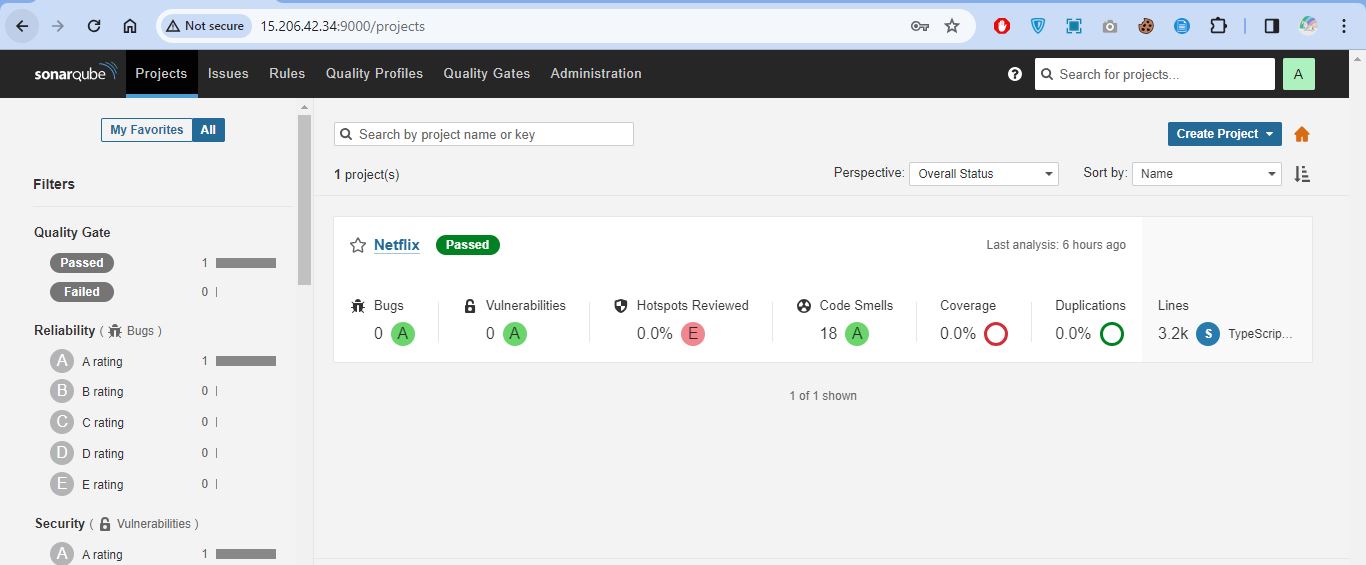 Not secure 15.206.42.34:9000/projects
sonarqube Projects Issues Rules Quality Profiles Quality Gates Administration ? Search for projects... A
My Favorites All
Search by project name or key
Create Project
1 project(s)
Perspective: Overall Status
Sort by: Name
Filters
Quality Gate
Passed 1
Failed 0
Reliability ( Bugs )
A A rating 1
B B rating 0
C C rating 0
D D rating 0
E E rating 0
Security ( Vulnerabilities )
A A rating 1
Netflix Passed
Last analysis: 6 hours ago
Bugs Vulnerabilities Hotspots Reviewed Code Smells Coverage Duplications Lines
0 A 0 A 0.0% E 18 A 0.0% 0.0% 3.2k S TypeScrip...
1 of 1 shown